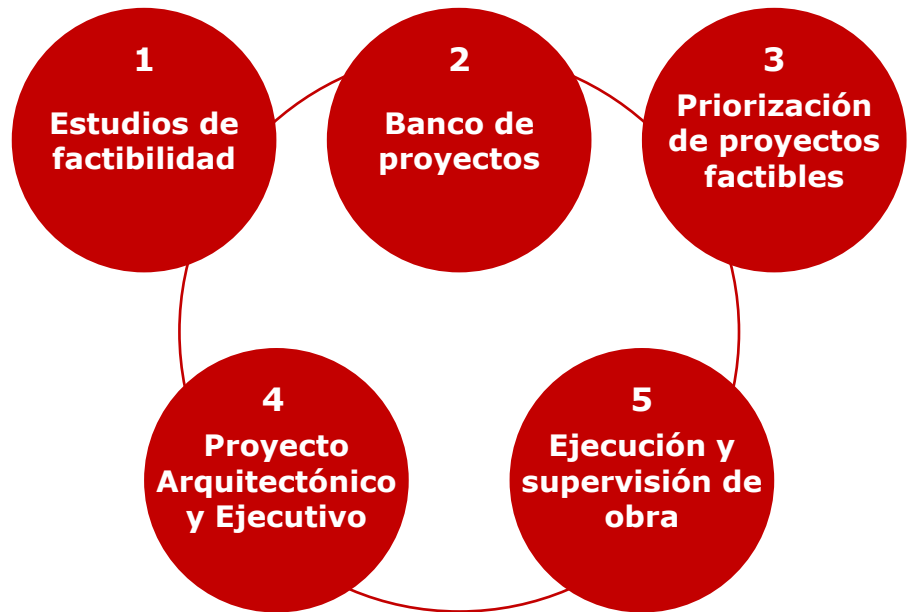 1
Estudios de
factibilidad
2
Banco de
proyectos
3
Priorización
de proyectos
factibles
4
Proyecto
Arquitectónico
y Ejecutivo
5
Ejecución y
supervisión de
obra